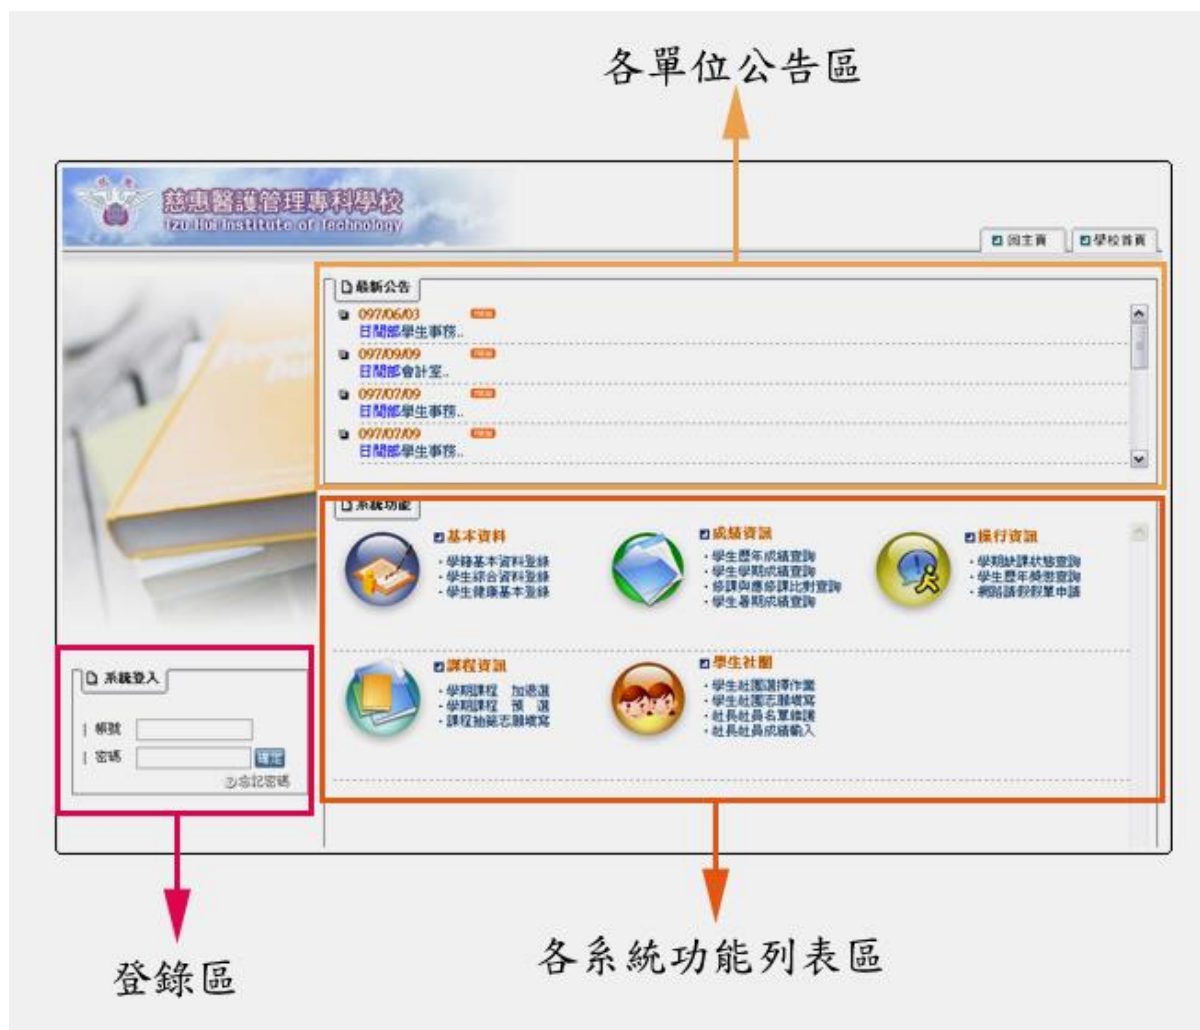 各單位公告區
慈惠醫護管理專科學校
Tzu Hui Institute of Technology
回主頁 學校首頁
最新公告
097/06/03 new
日間部學生事務..
097/09/09 new
日間部會計室..
097/07/09 new
日間部學生事務..
097/07/09 new
日間部學生事務..
系統功能
基本資料
・學籍基本資料登錄
・學生綜合資料登錄
・學生健康基本登錄
成績資訊
・學生歷年成績查詢
・學生學期成績查詢
・修課與應修課比對查詢
・學生暑期成績查詢
操行資訊
・學期缺課狀態查詢
・學生歷年獎懲查詢
・網路請假假單申請
課程資訊
・學期課程 加退選
・學期課程 預 選
・課程抽籤志願填寫
學生社團
・學生社團選擇作業
・學生社團志願填寫
・社長社員名單維護
・社長社員成績輸入
系統登入
帳號
密碼 確定
忘記密碼
登錄區
各系統功能列表區